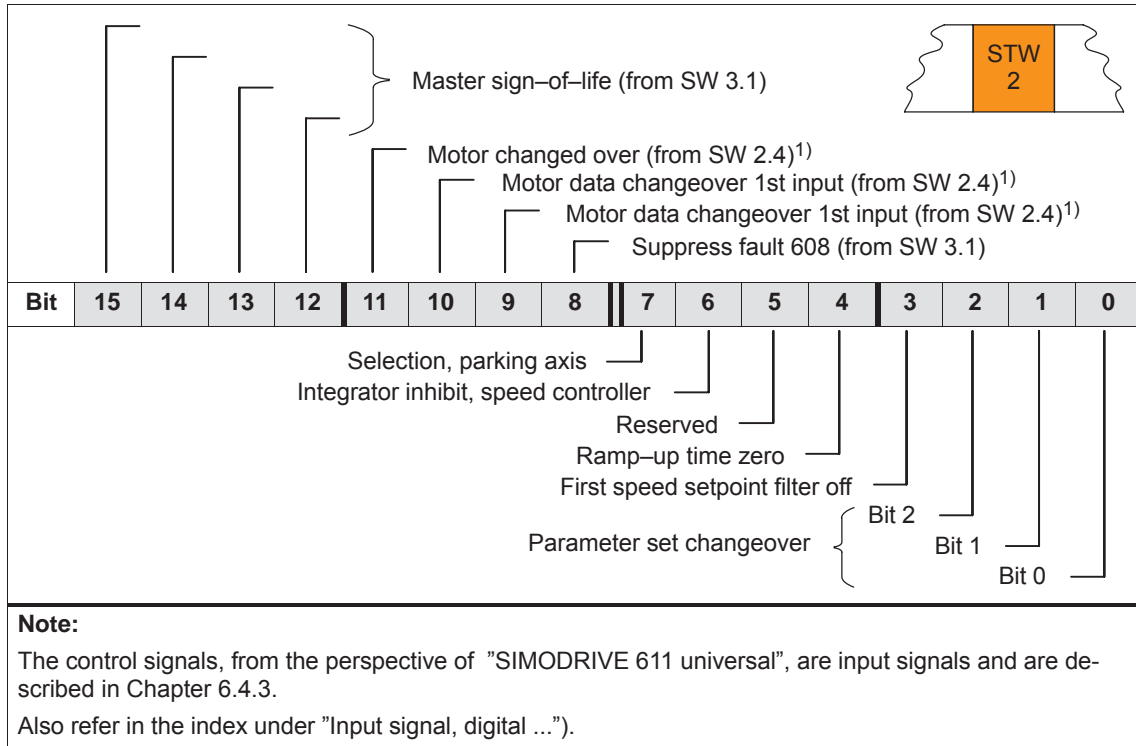 STW
2
Master sign–of–life (from SW 3.1)
Motor changed over (from SW 2.4)1)
Motor data changeover 1st input (from SW 2.4)1)
Motor data changeover 1st input (from SW 2.4)1)
Suppress fault 608 (from SW 3.1)
Bit 15 14 13 12 11 10 9 8 7 6 5 4 3 2 1 0
Selection, parking axis
Integrator inhibit, speed controller
Reserved
Ramp–up time zero
First speed setpoint filter off
Bit 2
Parameter set changeover
Bit 1
Bit 0
Note:
The control signals, from the perspective of ”SIMODRIVE 611 universal”, are input signals and are de-
scribed in Chapter 6.4.3.
Also refer in the index under ”Input signal, digital ...”).